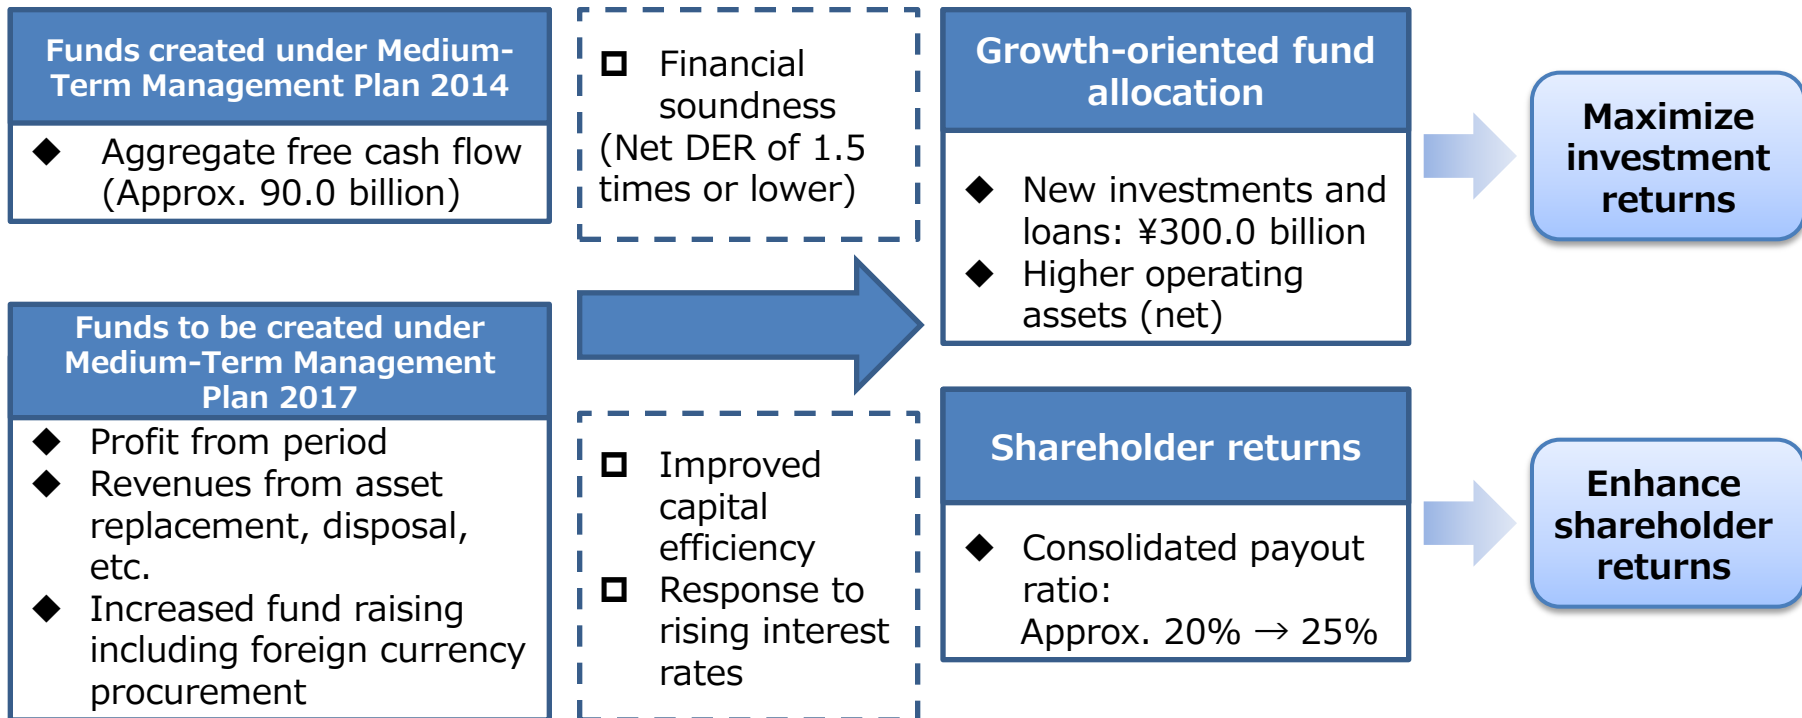 Funds created under Medium-
Term Management Plan 2014
◆ Aggregate free cash flow
(Approx. 90.0 billion)
Funds to be created under
Medium-Term Management
Plan 2017
◆ Profit from period
◆ Revenues from asset
replacement, disposal,
etc.
◆ Increased fund raising
including foreign currency
procurement
❑ Financial
soundness
(Net DER of 1.5
times or lower)
❑ Improved
capital
efficiency
❑ Response to
rising interest
rates
Growth-oriented fund
allocation
◆ New investments and
loans: ¥300.0 billion
◆ Higher operating
assets (net)
Shareholder returns
◆ Consolidated payout
ratio:
Approx. 20% → 25%
Maximize
investment
returns
Enhance
shareholder
returns